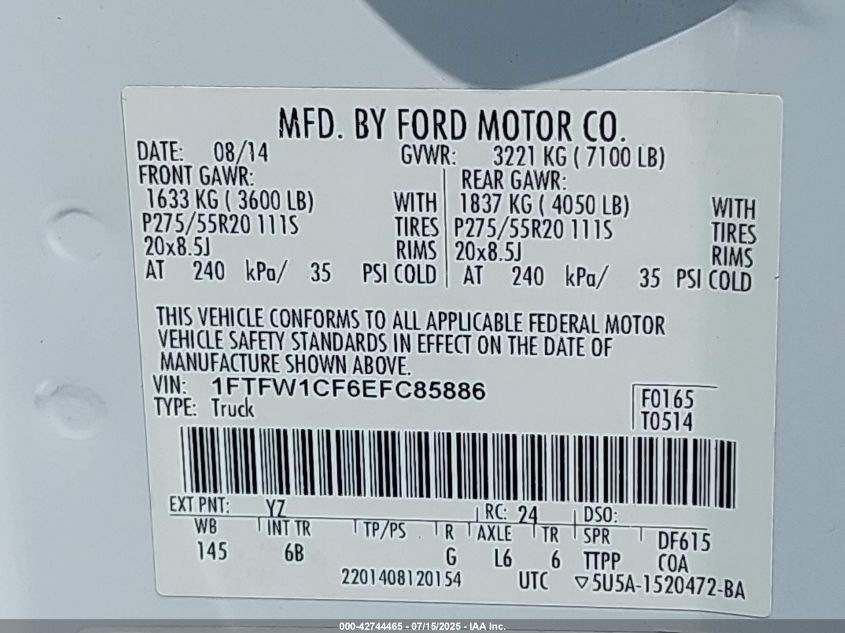 MFD. BY FORD MOTOR CO.
DATE: 08/14 GVWR: 3221 KG ( 7100 LB)
FRONT GAWR: REAR GAWR:
1633 KG ( 3600 LB) WITH 1837 KG ( 4050 LB) WITH
P275/55R20 111S TIRES P275/55R20 111S TIRES
20x8.5J RIMS 20x8.5J RIMS
AT 240 kPa/ 35 PSI COLD AT 240 kPa/ 35 PSI COLD
THIS VEHICLE CONFORMS TO ALL APPLICABLE FEDERAL MOTOR
VEHICLE SAFETY STANDARDS IN EFFECT ON THE DATE OF
MANUFACTURE SHOWN ABOVE.
VIN: 1FTFW1CF6EFC85886
TYPE: Truck
F0165
T0514
EXT PNT: YZ RC: 24 DSO:
WB INT TR TP/PS R AXLE TR SPR DF615
145 6B G L6 6 TTPP COA
2201408120154 UTC ▽5U5A-1520472-BA
000-42744465 - 07/15/2025 - IAA Inc.